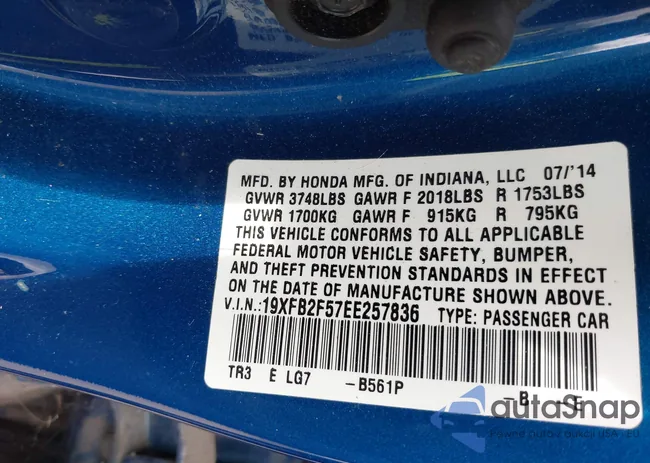 MFD. BY HONDA MFG. OF INDIANA, LLC 07/'14
GVWR 3748LBS GAWR F 2018LBS R 1753LBS
GVWR 1700KG GAWR F 915KG R 795KG
THIS VEHICLE CONFORMS TO ALL APPLICABLE
FEDERAL MOTOR VEHICLE SAFETY, BUMPER,
AND THEFT PREVENTION STANDARDS IN EFFECT
ON THE DATE OF MANUFACTURE SHOWN ABOVE.
V.I.N.:19XFB2F57EE257836 TYPE: PASSENGER CAR
TR3 E LG7 -B561P -B -E
autoSnap